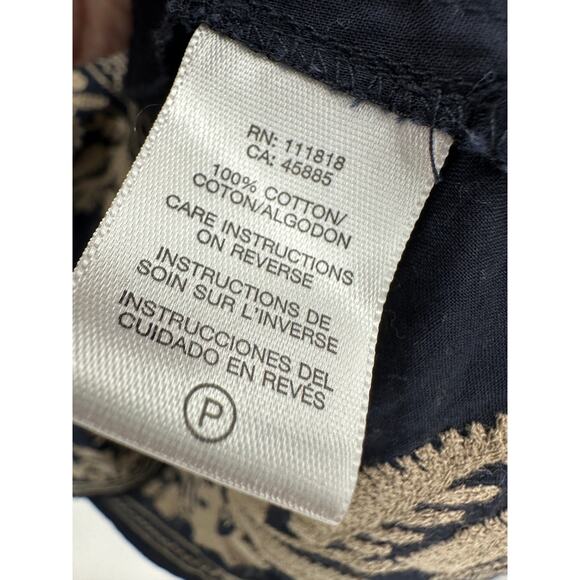 RN: 111818
CA: 45885
100% COTTON/
COTON/ALGODON
CARE INSTRUCTIONS
ON REVERSE
INSTRUCTIONS DE
SOIN SUR L'INVERSE
INSTRUCCIONES DEL
CUIDADO EN REVÉS
P